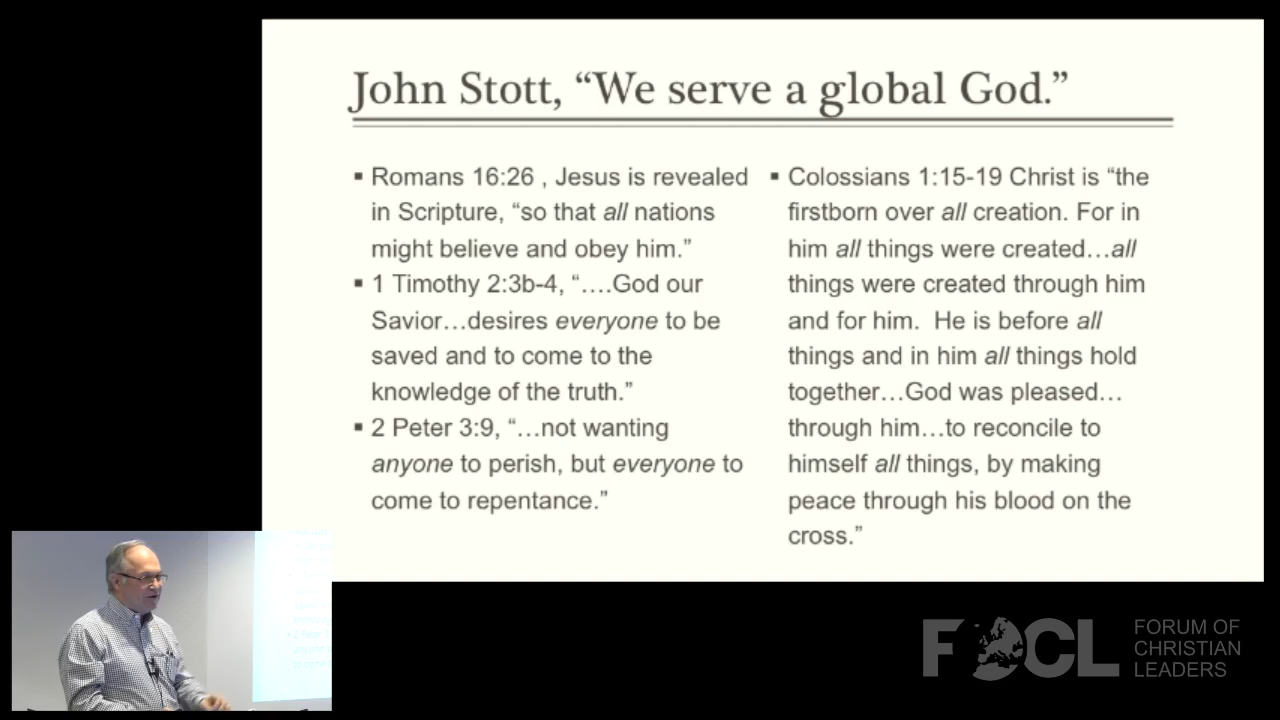 John Stott, “We serve a global God.”
▪ Romans 16:26 , Jesus is revealed
in Scripture, “so that all nations
might believe and obey him.”
▪ 1 Timothy 2:3b-4, “….God our
Savior…desires everyone to be
saved and to come to the
knowledge of the truth.”
▪ 2 Peter 3:9, “…not wanting
anyone to perish, but everyone to
come to repentance.”
▪ Colossians 1:15-19 Christ is “the
firstborn over all creation. For in
him all things were created…all
things were created through him
and for him.  He is before all
things and in him all things hold
together…God was pleased…
through him…to reconcile to
himself all things, by making
peace through his blood on the
cross.”
FOCL
FORUM OF
CHRISTIAN
LEADERS